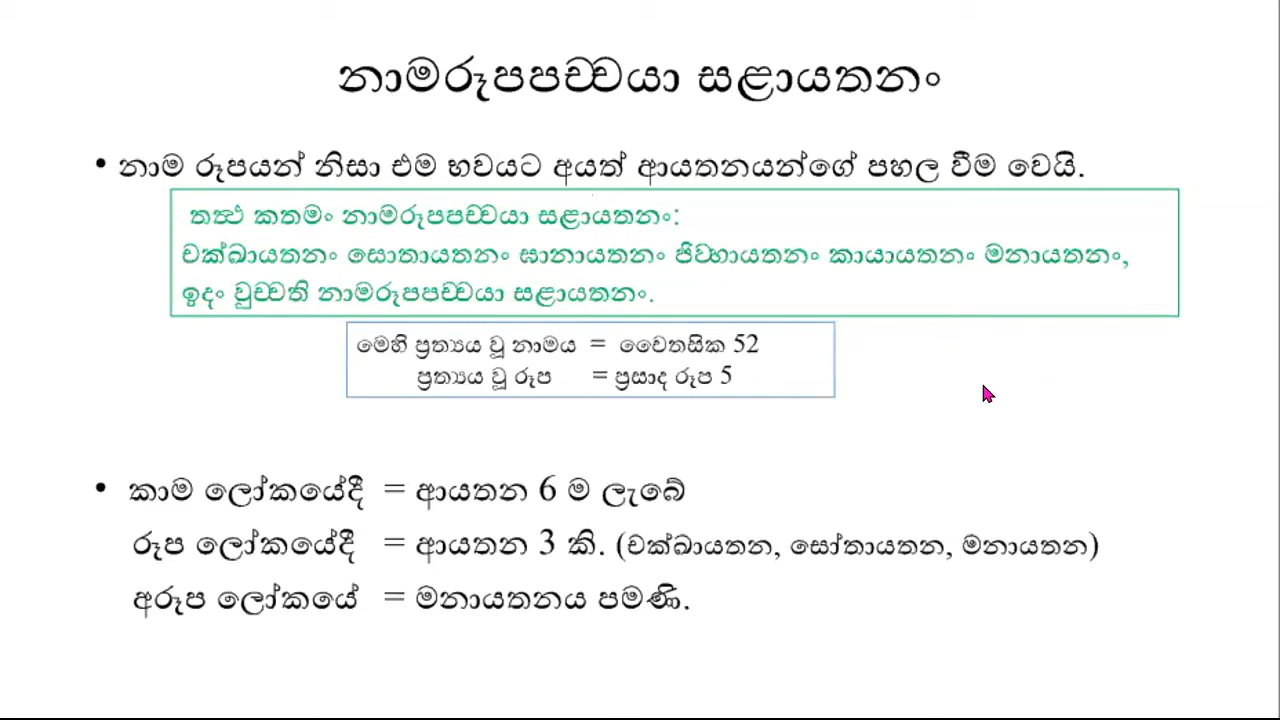 නාමරූපපච්චයා සළායතනං
• නාම රූපයන් නිසා එම භවයට අයත් ආයතනයන්ගේ පහල වීම වෙයි.
තත්‍ථ කතමං නාමරූපපච්චයා සළායතනං:
චක්ඛායතනං සොතායතනං ඝානායතනං ජිව්හායතනං කායායතනං මනායතනං,
ඉදං වුච්චති නාමරූපපච්චයා සළායතනං.
මෙහි ප්‍රත්‍යය වූ නාමය = චෛතසික 52
ප්‍රත්‍යය වූ රූප = ප්‍රසාද රූප 5
• කාම ලෝකයේදී = ආයතන 6 ම ලැබේ
රූප ලෝකයේදී = ආයතන 3 කි. (චක්ඛායතන, සෝතායතන, මනායතන)
අරූප ලෝකයේ = මනායතනය පමණි.